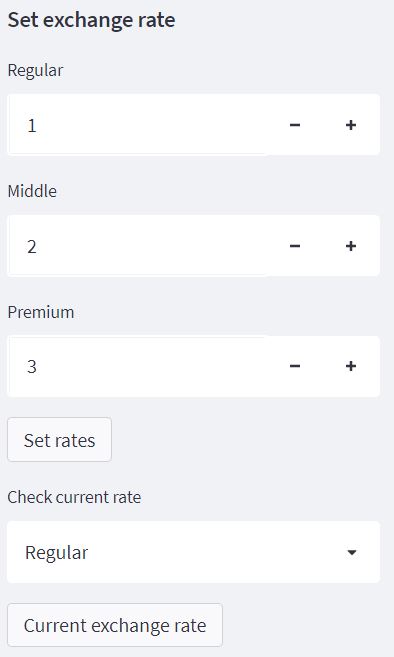 Set exchange rate
Regular
1
Middle
2
Premium
3
Set rates
Check current rate
Regular
Current exchange rate